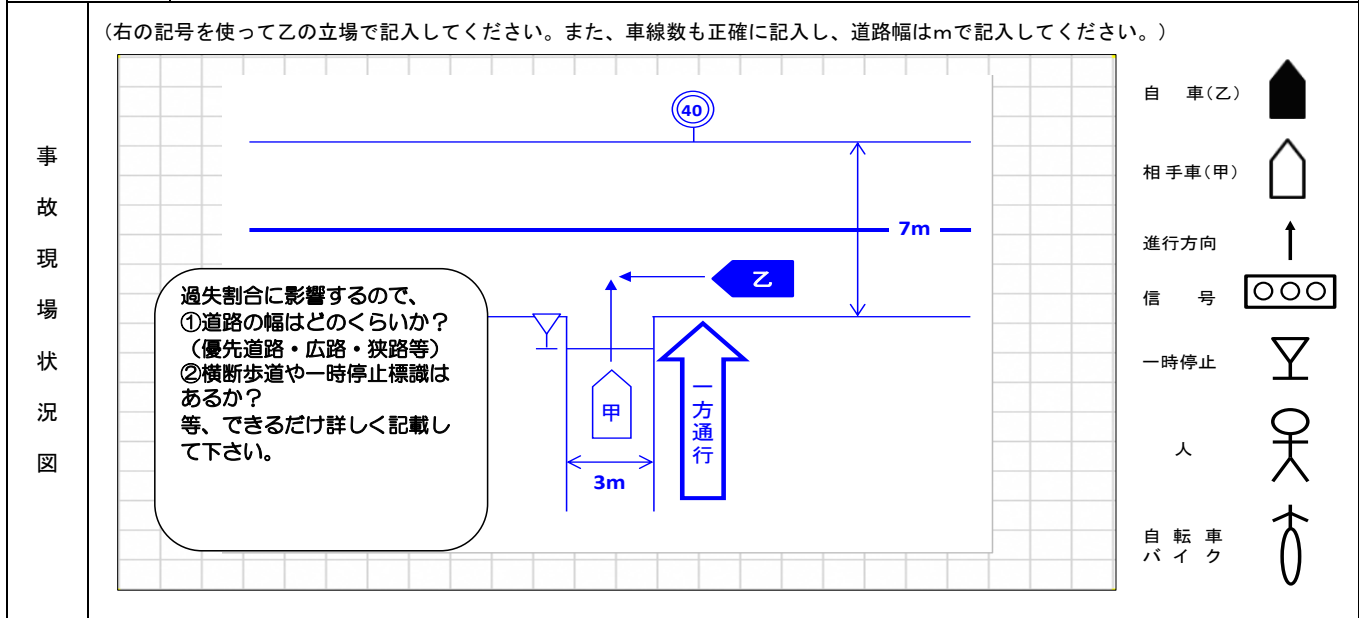 (右の記号を使って乙の立場で記入してください。また、車線数も正確に記入し、道路幅はmで記入してください。)
事故現場状況図
40
7m
乙
過失割合に影響するので、
①道路の幅はどのくらいか?
(優先道路・広路・狭路等)
②横断歩道や一時停止標識は
あるか?
等、できるだけ詳しく記載し
て下さい。
甲
3m
一方通行
自 車(乙)
相手車(甲)
進行方向
信 号
一時停止
人
自転車
バイク